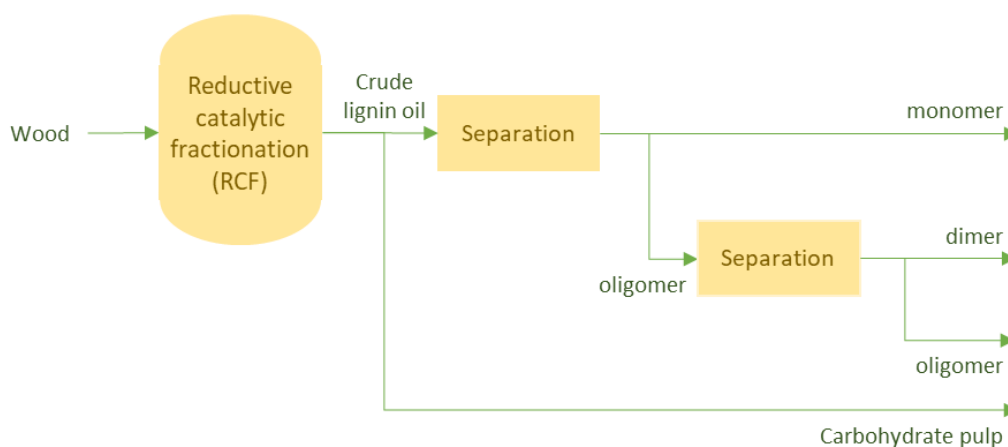 Wood
Reductive
catalytic
fractionation
(RCF)
Crude
lignin oil
Separation
monomer
oligomer
Separation
dimer
oligomer
Carbohydrate pulp